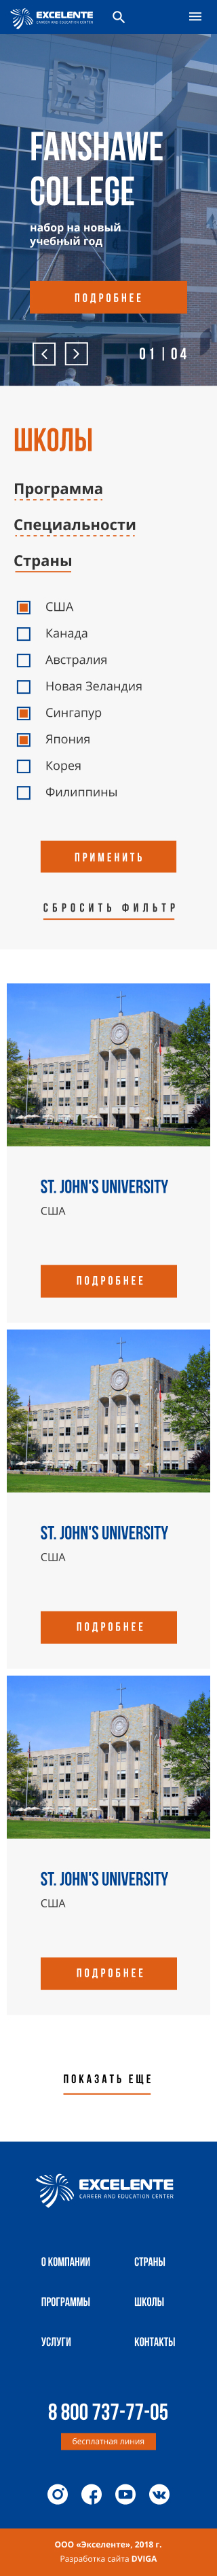 EXCELENTE
CAREER AND EDUCATION CENTER
FANSHAWE
COLLEGE
набор на новый
учебный год
ПОДРОБНЕЕ
01 | 04
ШКОЛЫ
Программа
Специальности
Страны
США
Канада
Австралия
Новая Зеландия
Сингапур
Япония
Корея
Филиппины
ПРИМЕНИТЬ
СБРОСИТЬ ФИЛЬТР
ST. JOHN'S UNIVERSITY
США
ПОДРОБНЕЕ
ST. JOHN'S UNIVERSITY
США
ПОДРОБНЕЕ
ST. JOHN'S UNIVERSITY
США
ПОДРОБНЕЕ
ПОКАЗАТЬ ЕЩЕ
EXCELENTE
CAREER AND EDUCATION CENTER
О КОМПАНИИ СТРАНЫ
ПРОГРАММЫ ШКОЛЫ
УСЛУГИ КОНТАКТЫ
8 800 737-77-05
бесплатная линия
ООО «Экселенте», 2018 г.
Разработка сайта DVIGA